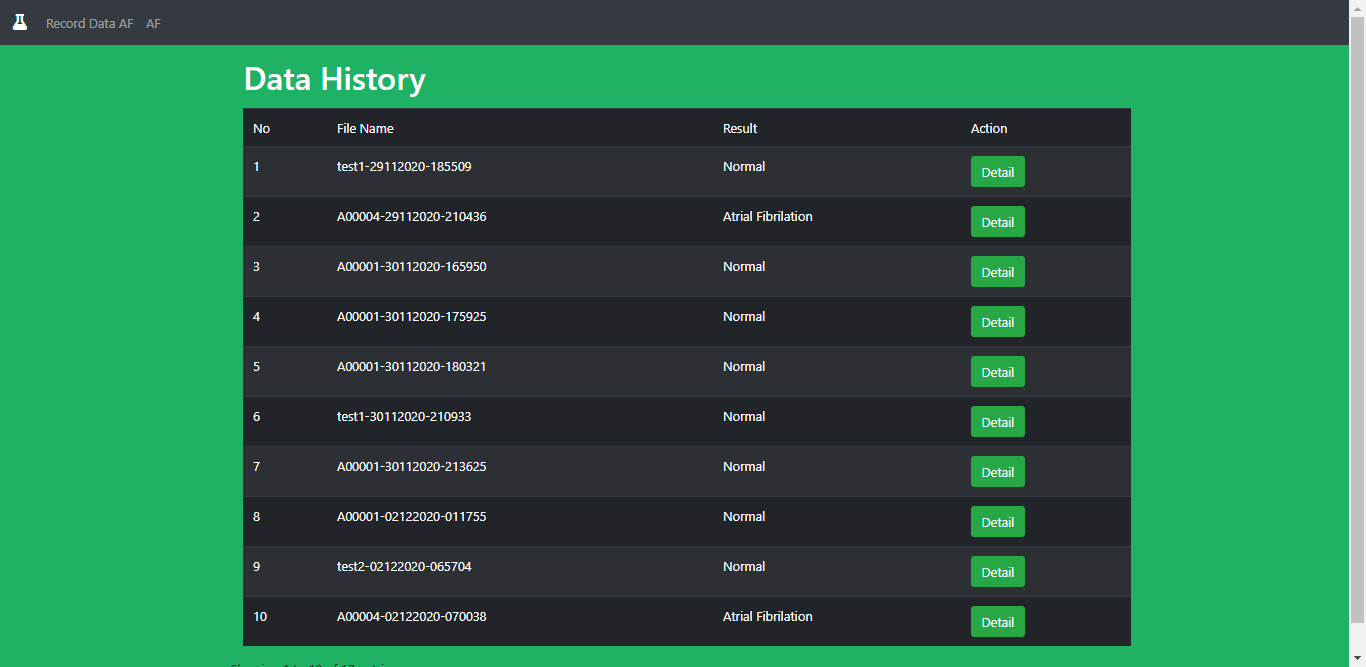 Record Data AF AF
Data History
No File Name Result Action
1 test1-29112020-185509 Normal Detail
2 A00004-29112020-210436 Atrial Fibrilation Detail
3 A00001-30112020-165950 Normal Detail
4 A00001-30112020-175925 Normal Detail
5 A00001-30112020-180321 Normal Detail
6 test1-30112020-210933 Normal Detail
7 A00001-30112020-213625 Normal Detail
8 A00001-02122020-011755 Normal Detail
9 test2-02122020-065704 Normal Detail
10 A00004-02122020-070038 Atrial Fibrilation Detail